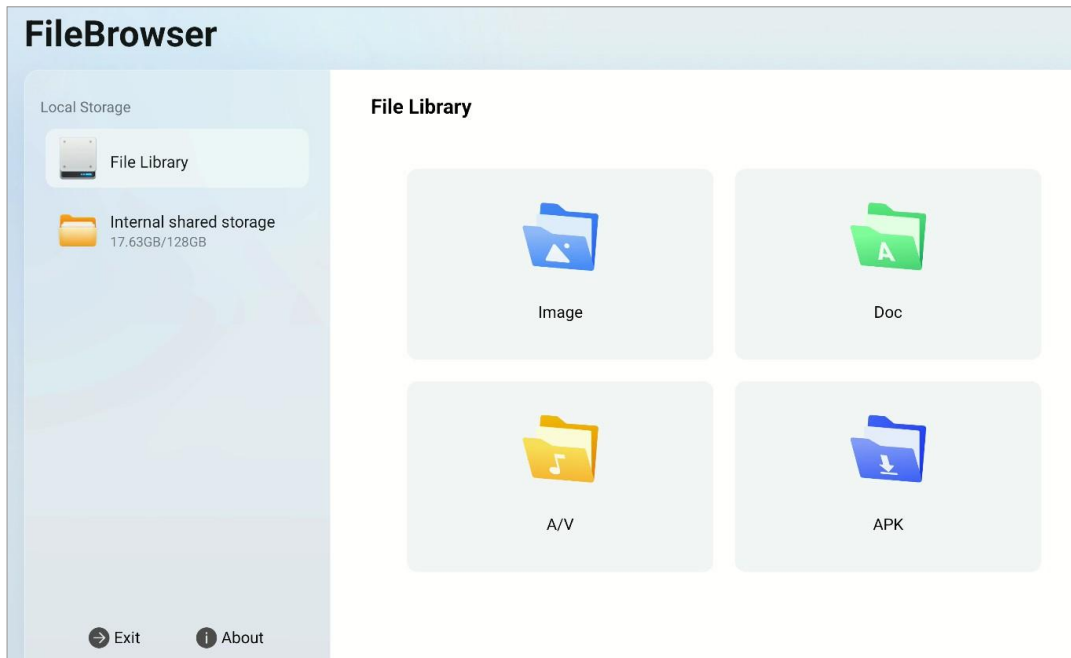 FileBrowser
Local Storage
File Library
Internal shared storage
17.63GB/128GB
Exit
About
File Library
Image
Doc
A
A/V
APK